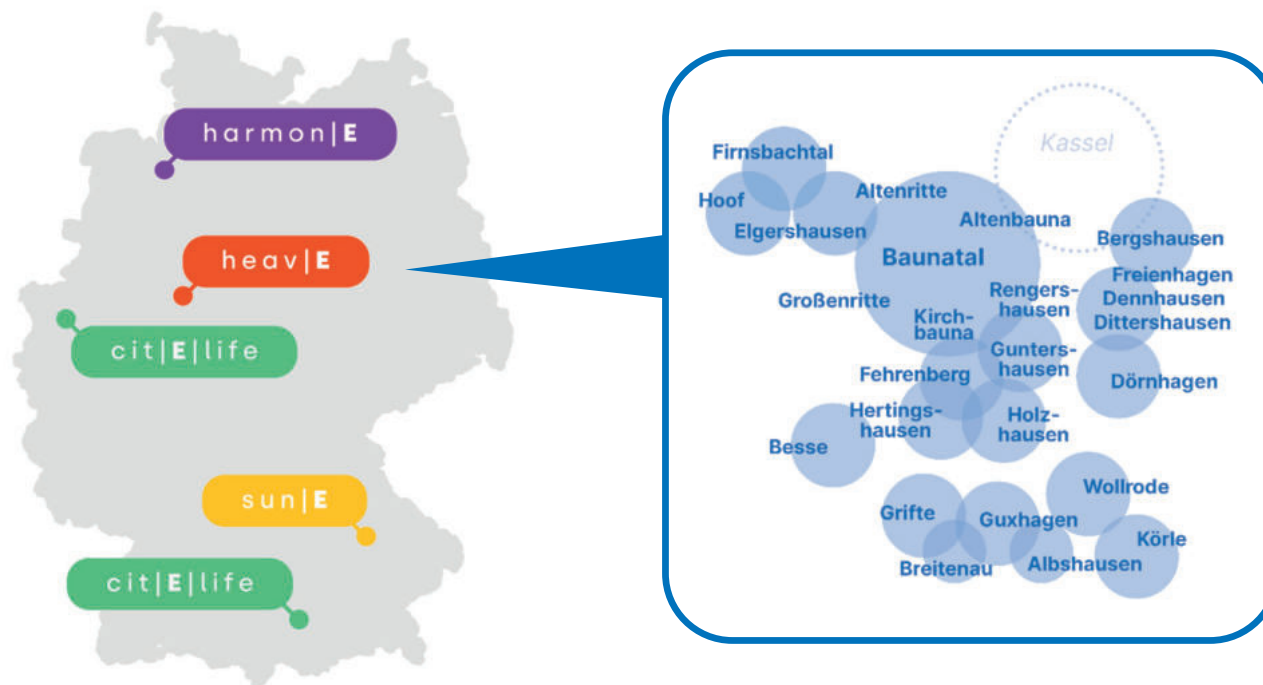 harmon|E
heav|E
cit|E|life
sun|E
cit|E|life
Kassel
Firnsbachtal
Hoof
Altenritte
Elgershausen
Altenbauna
Bergshausen
Baunatal
Freienhagen
Großenritte
Rengers-
hausen
Dennhausen
Dittershausen
Kirch-
bauna
Gunters-
hausen
Fehrenberg
Dörnhagen
Hertings-
hausen
Holz-
hausen
Besse
Wollrode
Grifte
Guxhagen
Körle
Breitenau
Albshausen